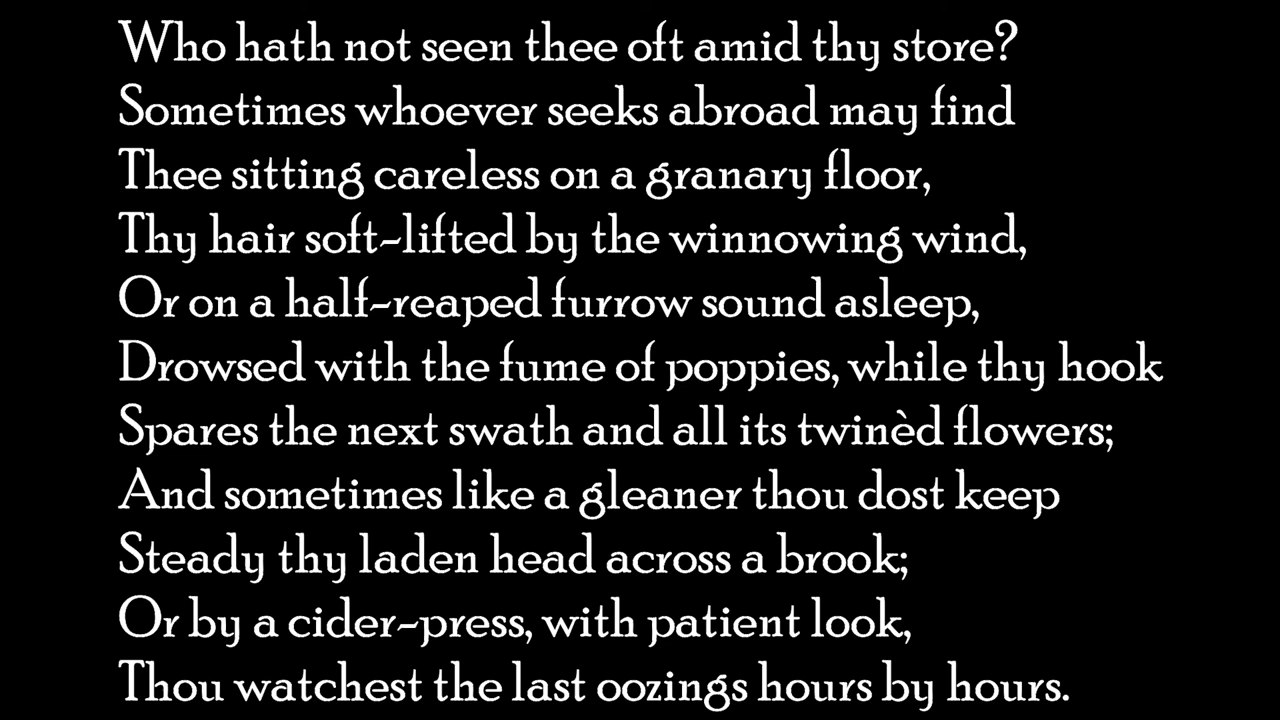 Who hath not seen thee oft amid thy store?
Sometimes whoever seeks abroad may find
Thee sitting careless on a granary floor,
Thy hair soft-lifted by the winnowing wind,
Or on a half-reaped furrow sound asleep,
Drowsed with the fume of poppies, while thy hook
Spares the next swath and all its twinèd flowers;
And sometimes like a gleaner thou dost keep
Steady thy laden head across a brook;
Or by a cider-press, with patient look,
Thou watchest the last oozings hours by hours.